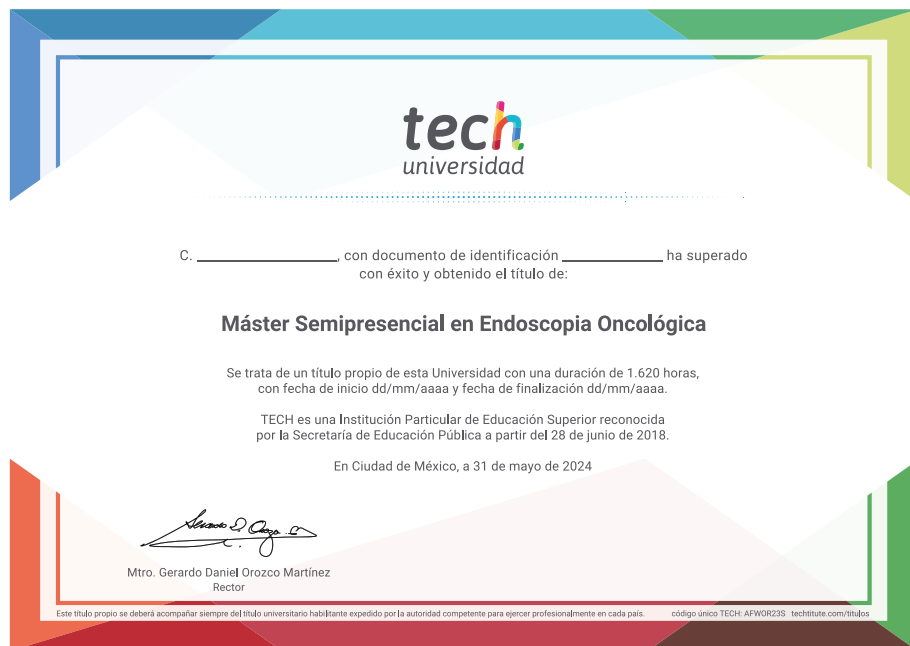 tech
universidad
C. ________________, con documento de identificación ____________ ha superado
con éxito y obtenido el título de:
Máster Semipresencial en Endoscopia Oncológica
Se trata de un título propio de esta Universidad con una duración de 1.620 horas,
con fecha de inicio dd/mm/aaaa y fecha de finalización dd/mm/aaaa.
TECH es una Institución Particular de Educación Superior reconocida
por la Secretaría de Educación Pública a partir del 28 de junio de 2018.
En Ciudad de México, a 31 de mayo de 2024
Mtro. Gerardo Daniel Orozco Martínez
Rector
Este título propio se deberá acompañar siempre del título universitario habilitante expedido por la autoridad competente para ejercer profesionalmente en cada país. código único TECH: AFWOR23S techtitute.com/titulos